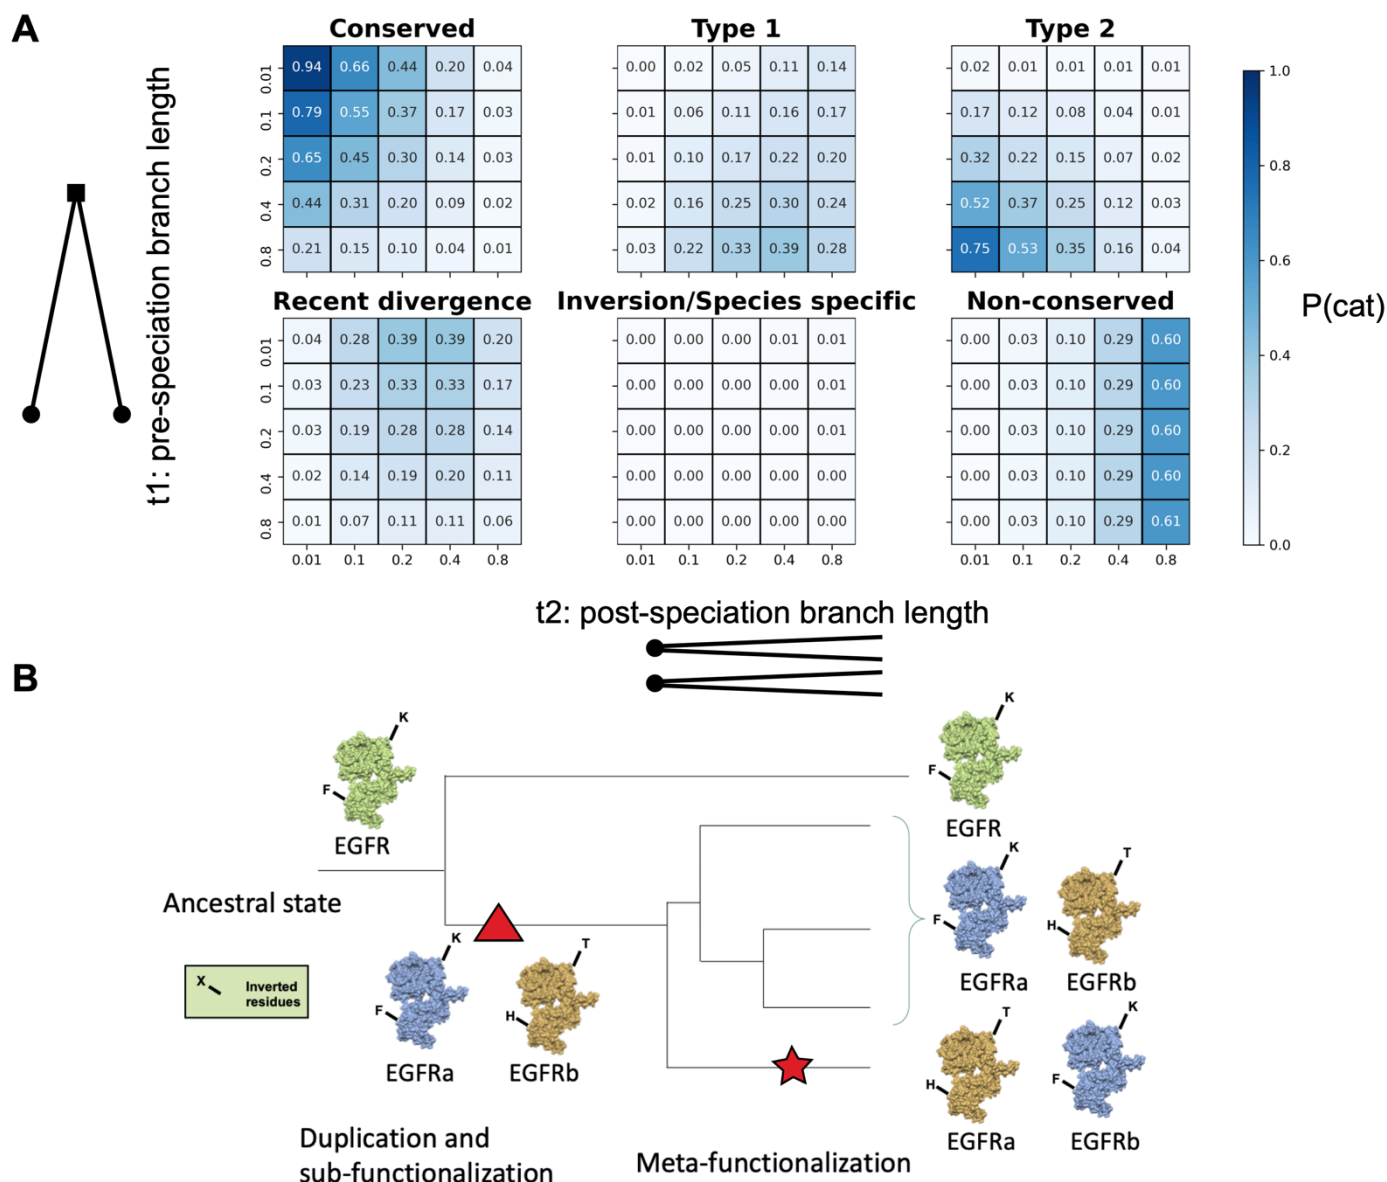 A
Conserved Type 1 Type 2
0.01 0.94 0.66 0.44 0.20 0.04 0.00 0.02 0.05 0.11 0.14 0.02 0.01 0.01 0.01 0.01
0.1 0.79 0.55 0.37 0.17 0.03 0.01 0.06 0.11 0.16 0.17 0.17 0.12 0.08 0.04 0.01
0.2 0.65 0.45 0.30 0.14 0.03 0.01 0.10 0.17 0.22 0.20 0.32 0.22 0.15 0.07 0.02
0.4 0.44 0.31 0.20 0.09 0.02 0.02 0.16 0.25 0.30 0.24 0.52 0.37 0.25 0.12 0.03
0.8 0.21 0.15 0.10 0.04 0.01 0.03 0.22 0.33 0.39 0.28 0.75 0.53 0.35 0.16 0.04
Recent divergence Inversion/Species specific Non-conserved
0.01 0.04 0.28 0.39 0.39 0.20 0.00 0.00 0.00 0.01 0.01 0.00 0.03 0.10 0.29 0.60
0.1 0.03 0.23 0.33 0.33 0.17 0.00 0.00 0.00 0.00 0.01 0.00 0.03 0.10 0.29 0.60
0.2 0.03 0.19 0.28 0.28 0.14 0.00 0.00 0.00 0.00 0.01 0.00 0.03 0.10 0.29 0.60
0.4 0.02 0.14 0.19 0.20 0.11 0.00 0.00 0.00 0.00 0.00 0.00 0.03 0.10 0.29 0.60
0.8 0.01 0.07 0.11 0.11 0.06 0.00 0.00 0.00 0.00 0.00 0.00 0.03 0.10 0.29 0.61
0.01 0.1 0.2 0.4 0.8 0.01 0.1 0.2 0.4 0.8 0.01 0.1 0.2 0.4 0.8
t1: pre-speciation branch length
t2: post-speciation branch length
1.0
0.8
0.6
0.4
0.2
0.0
P(cat)
B
K
F
EGFR
Ancestral state
X
Inverted
residues
K
F
EGFRa
T
H
EGFRb
Duplication and
sub-functionalization
Meta-functionalization
K
F
EGFR
K
F
EGFRa
T
H
EGFRb
T
H
EGFRa
K
F
EGFRb